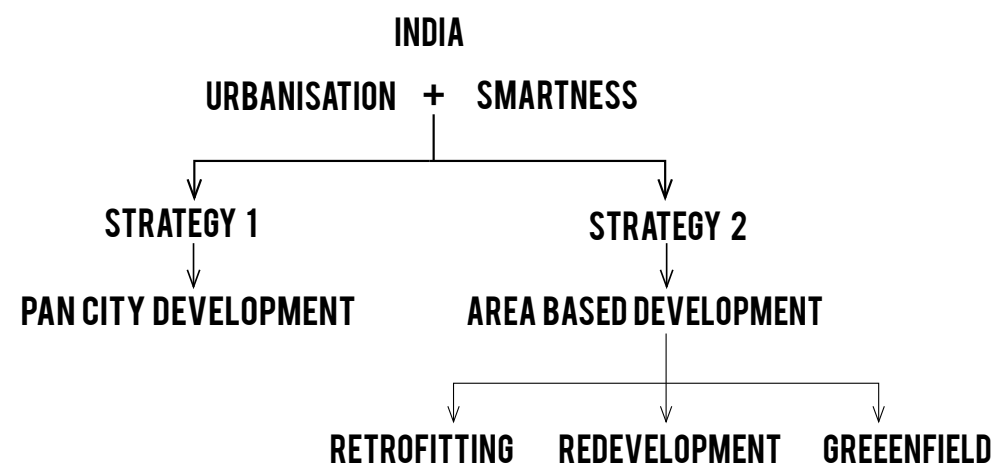 INDIA
URBANISATION + SMARTNESS
STRATEGY 1
STRATEGY 2
PAN CITY DEVELOPMENT
AREA BASED DEVELOPMENT
RETROFITTING
REDEVELOPMENT
GREEENFIELD